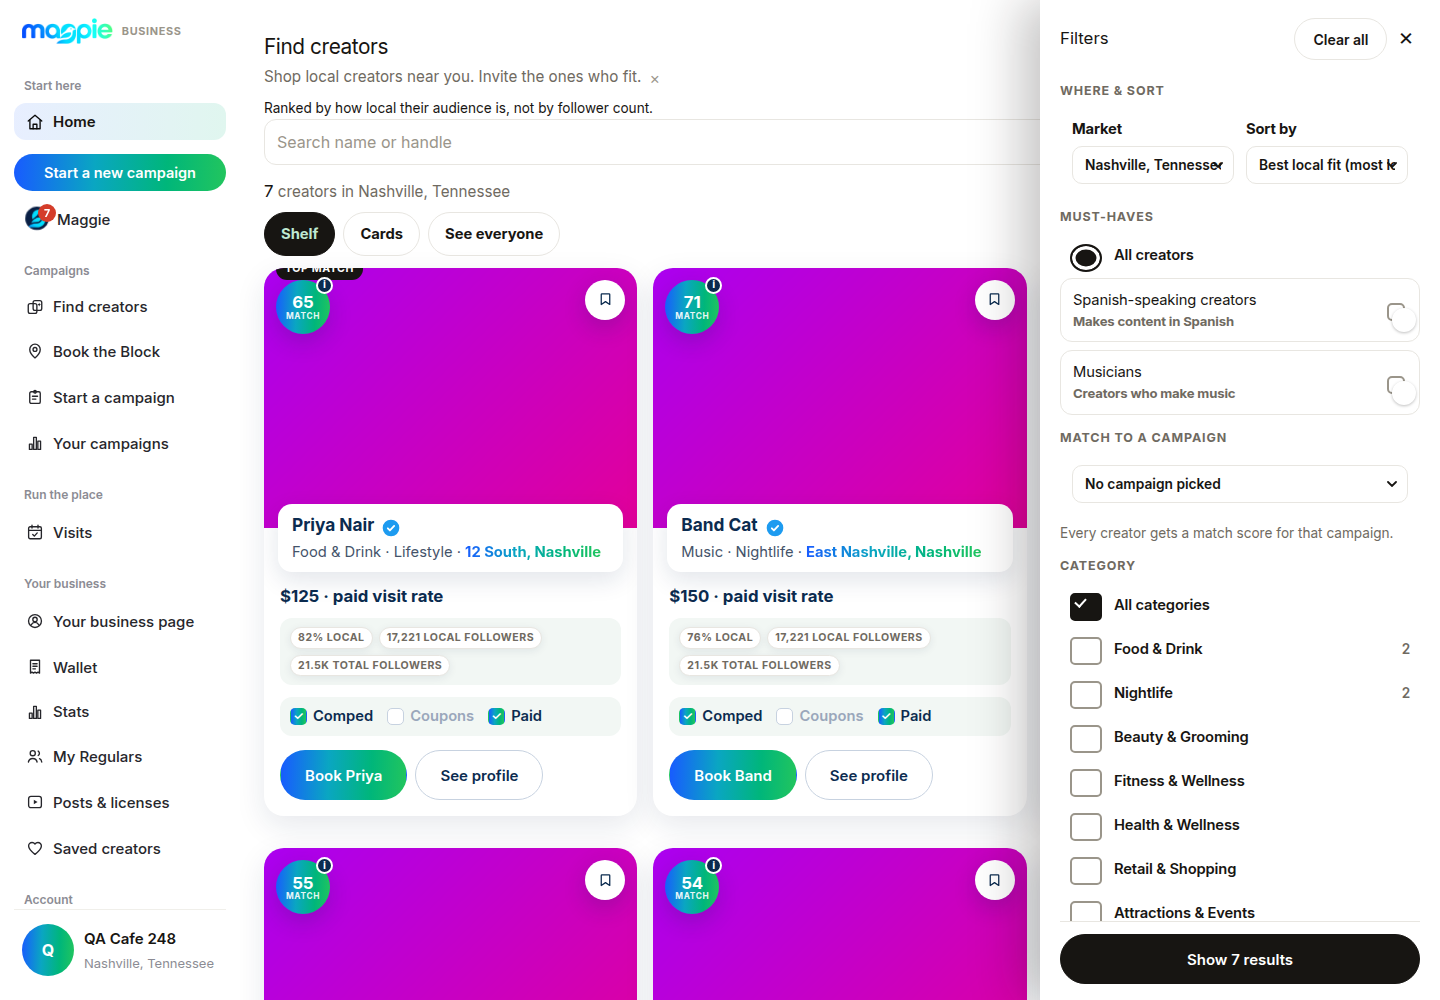 magpie BUSINESS
Start here
Home
Start a new campaign
7
Maggie
Campaigns
Find creators
Book the Block
Start a campaign
Your campaigns
Run the place
Visits
Your business
Your business page
Wallet
Stats
My Regulars
Posts & licenses
Saved creators
Account
Q
QA Cafe 248
Nashville, Tennessee
Find creators
Shop local creators near you. Invite the ones who fit. ×
Ranked by how local their audience is, not by follower count.
Search name or handle
7 creators in Nashville, Tennessee
Shelf Cards See everyone
TOP MATCH
65 MATCH i
Priya Nair
Food & Drink · Lifestyle · 12 South, Nashville
$125 · paid visit rate
82% LOCAL 17,221 LOCAL FOLLOWERS
21.5K TOTAL FOLLOWERS
Comped Coupons Paid
Book Priya See profile
71 MATCH i
Band Cat
Music · Nightlife · East Nashville, Nashville
$150 · paid visit rate
76% LOCAL 17,221 LOCAL FOLLOWERS
21.5K TOTAL FOLLOWERS
Comped Coupons Paid
Book Band See profile
55 MATCH i
54 MATCH i
Filters Clear all ✕
WHERE & SORT
Market Sort by
Nashville, Tennessee Best local fit (most
MUST-HAVES
All creators
Spanish-speaking creators
Makes content in Spanish
Musicians
Creators who make music
MATCH TO A CAMPAIGN
No campaign picked
Every creator gets a match score for that campaign.
CATEGORY
All categories
Food & Drink 2
Nightlife 2
Beauty & Grooming
Fitness & Wellness
Health & Wellness
Retail & Shopping
Attractions & Events
Show 7 results